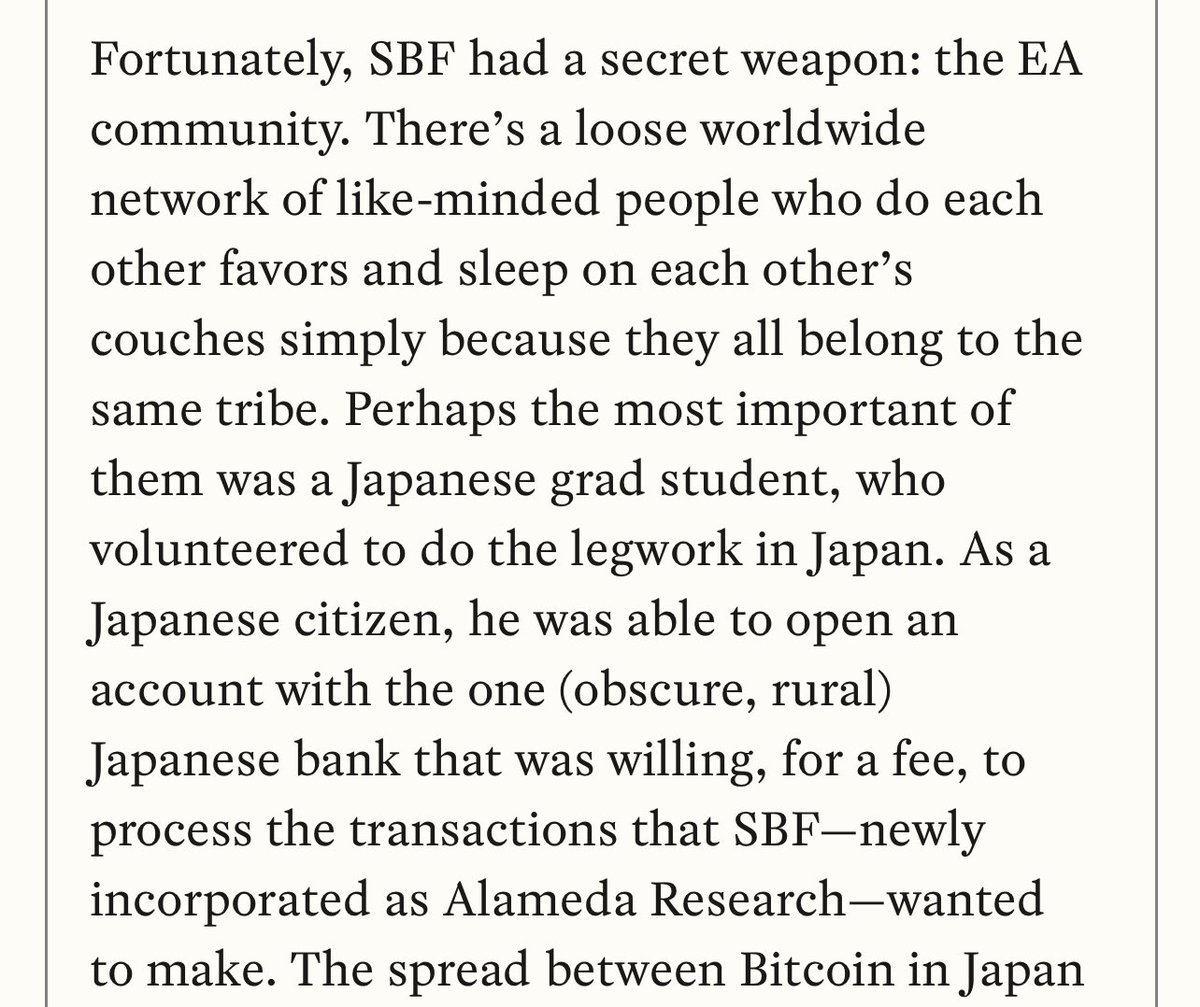 Fortunately, SBF had a secret weapon: the EA
community. There’s a loose worldwide
network of like-minded people who do each
other favors and sleep on each other’s
couches simply because they all belong to the
same tribe. Perhaps the most important of
them was a Japanese grad student, who
volunteered to do the legwork in Japan. As a
Japanese citizen, he was able to open an
account with the one (obscure, rural)
Japanese bank that was willing, for a fee, to
process the transactions that SBF—newly
incorporated as Alameda Research—wanted
to make. The spread between Bitcoin in Japan